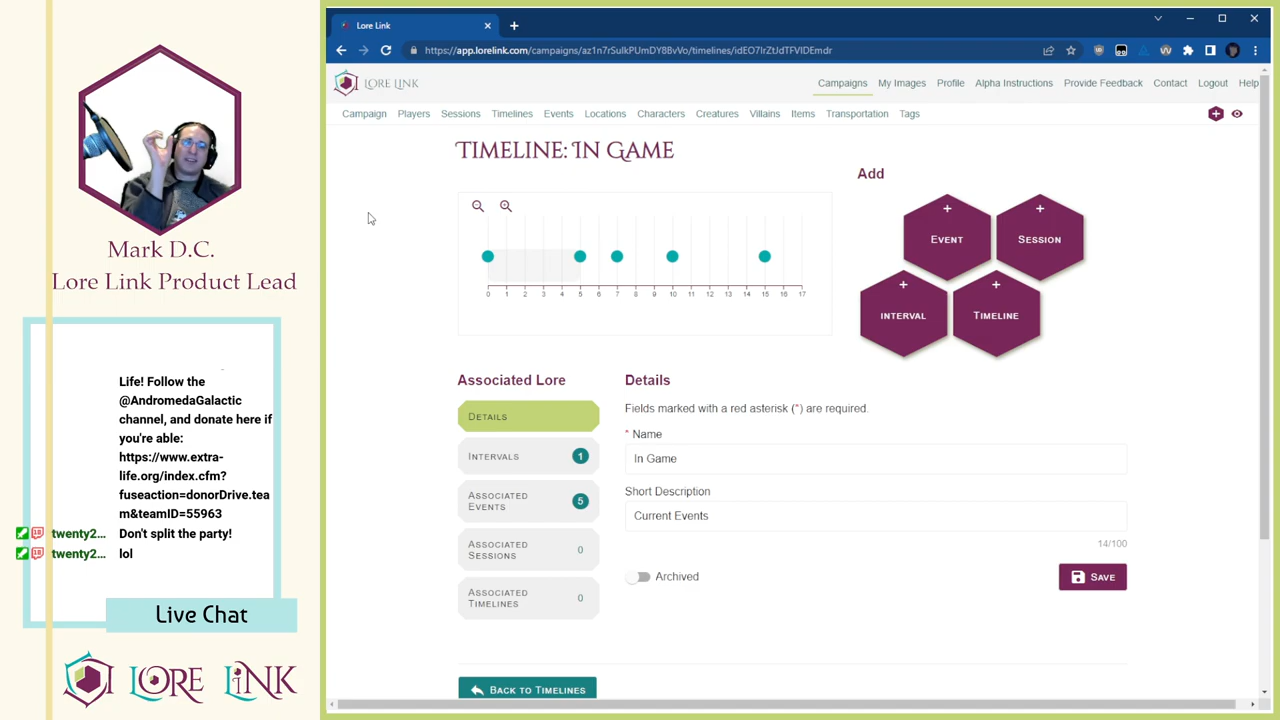 Mark D.C.
Lore Link Product Lead
Life! Follow the
@AndromedaGalactic
channel, and donate here if
you're able:
https://www.extra-
life.org/index.cfm?
fuseaction=donorDrive.tea
m&teamID=55963
twenty2... Don't split the party!
twenty2... lol
Live Chat
LORE LINK
Lore Link
https://app.lorelink.com/campaigns/az1n7rSulkPUmDY8BvVo/timelines/idEO7lrZtJdTFVlDEmdr
LORE LINK
Campaigns My Images Profile Alpha Instructions Provide Feedback Contact Logout Help
Campaign Players Sessions Timelines Events Locations Characters Creatures Villains Items Transportation Tags
TIMELINE: IN GAME
0 1 2 3 4 5 6 7 8 9 10 11 12 13 14 15 16 17
Add
+ EVENT
+ SESSION
+ INTERVAL
+ TIMELINE
Associated Lore
DETAILS
INTERVALS 1
ASSOCIATED
EVENTS 5
ASSOCIATED
SESSIONS 0
ASSOCIATED
TIMELINES 0
Details
Fields marked with a red asterisk (*) are required.
* Name
In Game
Short Description
Current Events
14/100
Archived
SAVE
BACK TO TIMELINES